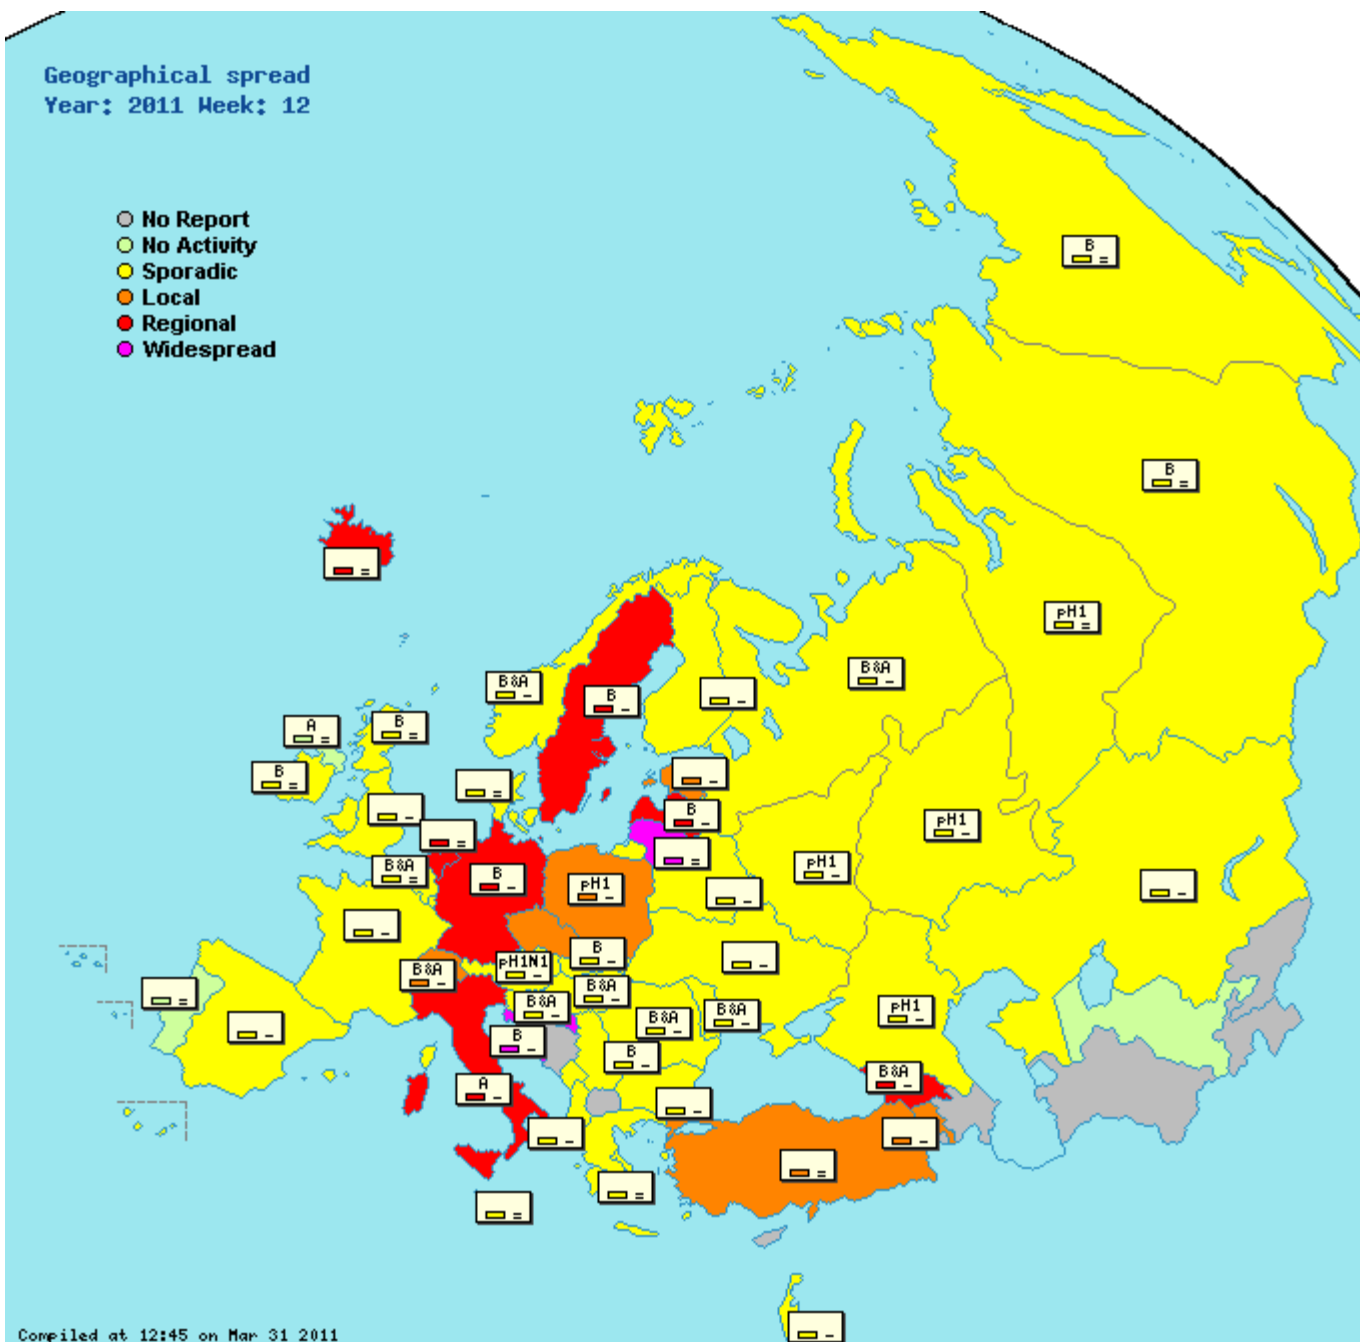 Geographical spread
Year: 2011 Week: 12
No Report
No Activity
Sporadic
Local
Regional
Widespread
B
=
B
=
=
pH1
=
B&A
-
B&A
-
B
-
-
A
=
B
=
B
=
=
-
-
=
B
-
=
B&A
=
B
-
pH1
-
pH1
-
pH1
-
-
-
-
B&A
-
pH1N1
-
B
-
-
=
-
B&A
-
B&A
-
B&A
-
B&A
-
pH1
-
B
-
B
-
A
-
B&A
-
-
-
-
=
=
=
-
Compiled at 12:45 on Mar 31 2011